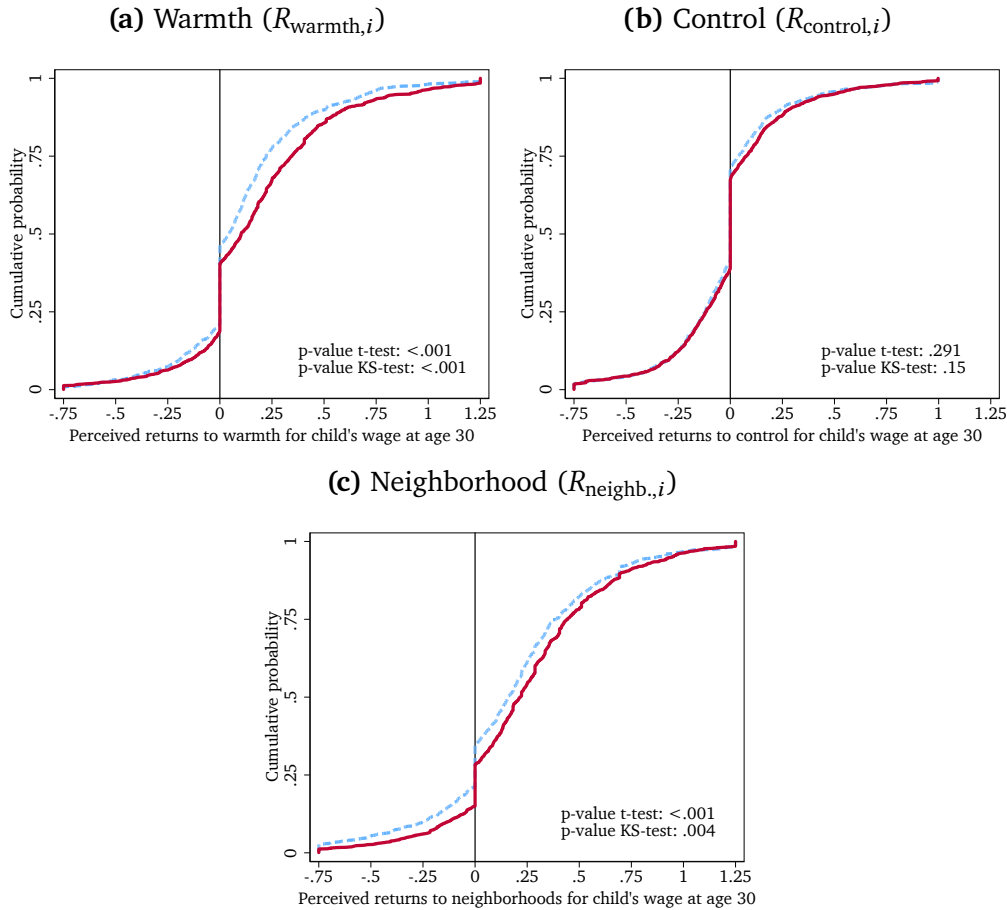 (a) Warmth (R_warmth,i)
(b) Control (R_control,i)
Cumulative probability
0 .25 .5 .75 1
-.75 -.5 -.25 0 .25 .5 .75 1 1.25
Perceived returns to warmth for child's wage at age 30
p-value t-test: <.001
p-value KS-test: <.001
Cumulative probability
0 .25 .5 .75 1
-.75 -.5 -.25 0 .25 .5 .75 1 1.25
Perceived returns to control for child's wage at age 30
p-value t-test: .291
p-value KS-test: .15
(c) Neighborhood (R_neighb.,i)
Cumulative probability
0 .25 .5 .75 1
-.75 -.5 -.25 0 .25 .5 .75 1 1.25
Perceived returns to neighborhoods for child's wage at age 30
p-value t-test: <.001
p-value KS-test: .004